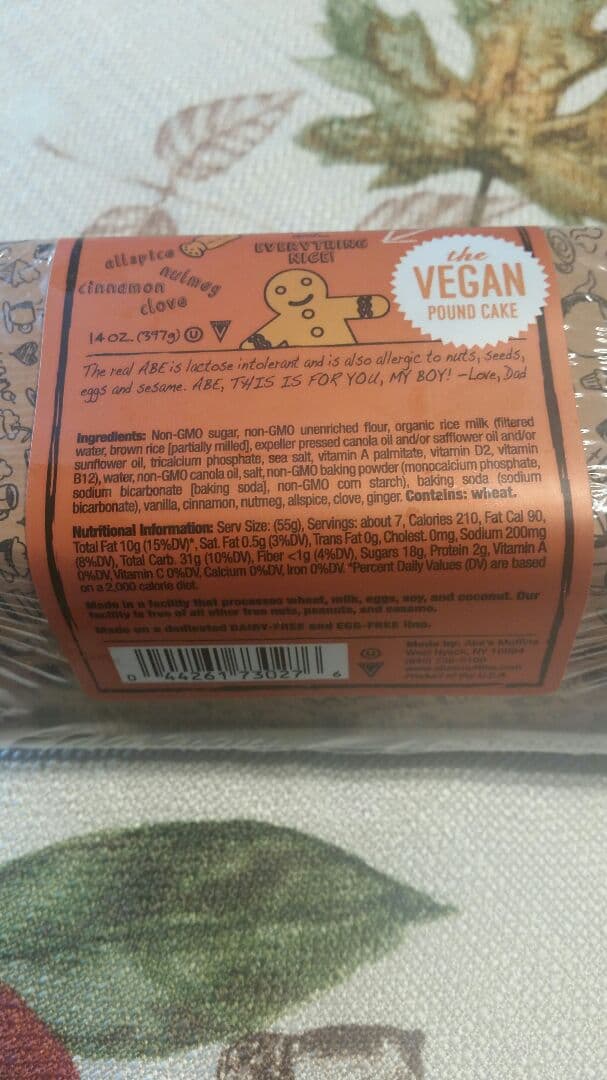 EVERYTHING
NICE!
allspice
nutmeg
cinnamon
clove
the
VEGAN
POUND CAKE
14 OZ. (397g) U
The real ABE is lactose intolerant and is also allergic to nuts, seeds,
eggs and sesame. ABE, THIS IS FOR YOU, MY BOY! —Love, Dad
Ingredients: Non-GMO sugar, non-GMO unenriched flour, organic rice milk (filtered
water, brown rice [partially milled], expeller pressed canola oil and/or safflower oil and/or
sunflower oil, tricalcium phosphate, sea salt, vitamin A palmitate, vitamin D2, vitamin
B12), water, non-GMO canola oil, salt, non-GMO baking powder (monocalcium phosphate,
sodium bicarbonate [baking soda], non-GMO corn starch), baking soda (sodium
bicarbonate), vanilla, cinnamon, nutmeg, allspice, clove, ginger. Contains: wheat.
Nutritional Information: Serv Size: (55g), Servings: about 7, Calories 210, Fat Cal 90,
Total Fat 10g (15%DV)*, Sat. Fat 0.5g (3%DV), Trans Fat 0g, Cholest. 0mg, Sodium 200mg
(8%DV), Total Carb. 31g (10%DV), Fiber <1g (4%DV), Sugars 18g, Protein 2g, Vitamin A
0%DV, Vitamin C 0%DV, Calcium 0%DV, Iron 0%DV. *Percent Daily Values (DV) are based
on a 2,000 calorie diet.
Made in a facility that processes wheat, milk, eggs, soy, and coconut. Our
facility is free of all other tree nuts, peanuts, and sesame.
Made on a dedicated DAIRY-FREE and EGG-FREE line.
Made by: Abe's Muffins
West Nyack, NY 10994
Product of the U.S.A.
0 44261 73027 6